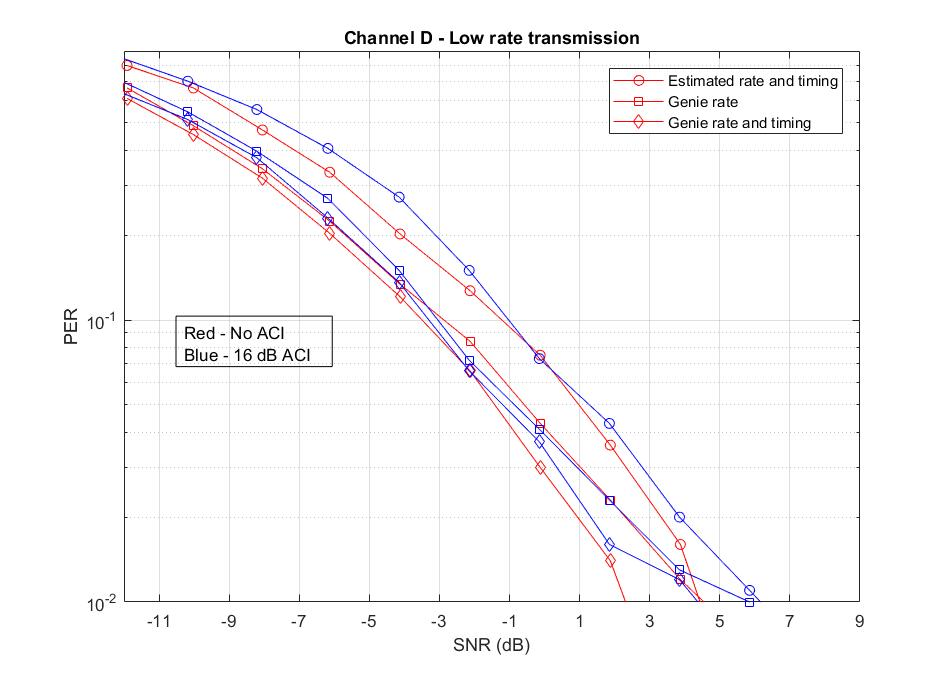 Channel D - Low rate transmission
Estimated rate and timing
Genie rate
Genie rate and timing
PER
10-1
Red - No ACI
Blue - 16 dB ACI
10-2
-11 -9 -7 -5 -3 -1 1 3 5 7 9
SNR (dB)